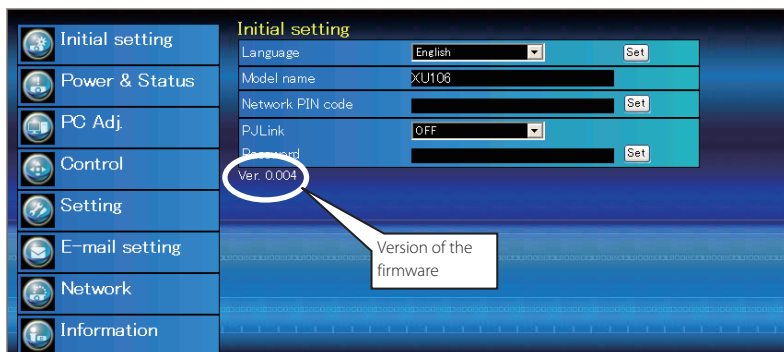 Initial setting
Power & Status
PC Adj.
Control
Setting
E-mail setting
Network
Information
Initial setting
Language English Set
Model name XU106
Network PIN code Set
PJLink OFF
Password Set
Ver. 0.004
Version of the
firmware